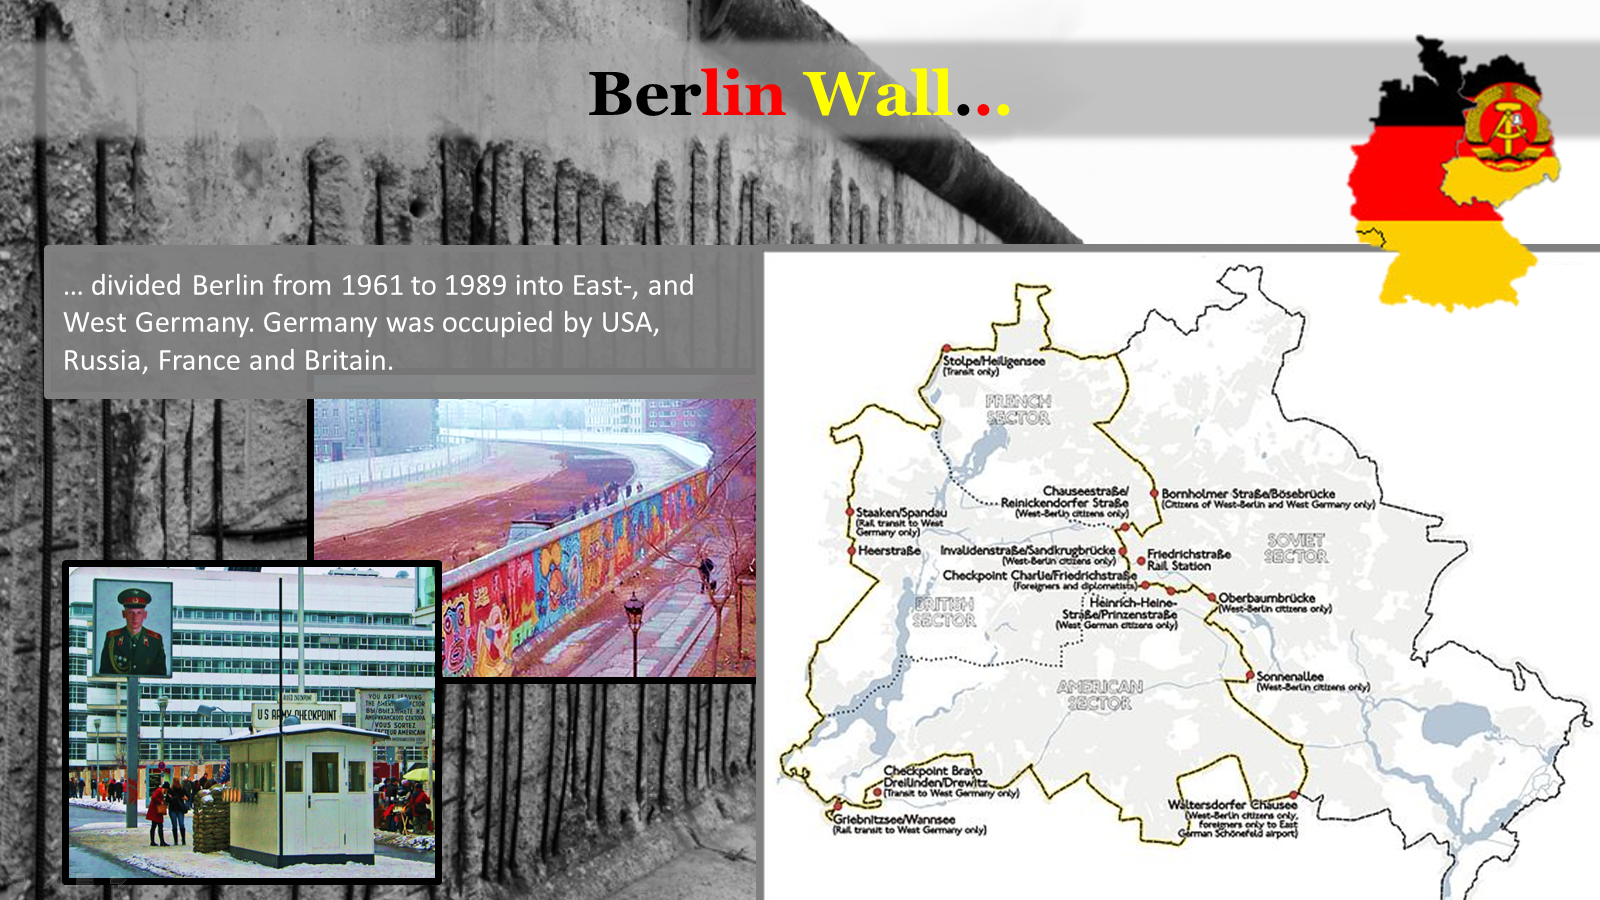 Berlin Wall...
... divided Berlin from 1961 to 1989 into East-, and
West Germany. Germany was occupied by USA,
Russia, France and Britain.
Stolpe/Heiligensee
(Transit only)
FRENCH
SECTOR
Chauseestraße/
Reinickendorfer Straße
(West-Berlin citizens only)
Bornholmer Straße/Bösebrücke
(Citizens of West-Berlin and West Germany only)
Staaken/Spandau
(Rail transit to West
Germany only)
Heerstraße
Invalidenstraße/Sandkrugbrücke
(West-Berlin citizens only)
Friedrichstraße
Rail Station
SOVIET
SECTOR
Checkpoint Charlie/Friedrichstraße
(Foreigners and diplomatists)
BRITISH
SECTOR
Heinrich-Heine-
Straße/Prinzenstraße
(West German citizens only)
Oberbaumbrücke
(West-Berlin citizens only)
Sonnenallee
(West-Berlin citizens only)
AMERICAN
SECTOR
Checkpoint Bravo
Dreilinden/Drewitz
(Transit to West Germany only)
Griebnitzsee/Wannsee
(Rail transit to West Germany only)
Waltersdorfer Chausee
(West-Berlin citizens only,
foreigners only to East
German Schönefeld airport)
US ARMY CHECKPOINT
YOU ARE LEAVING
THE AMERICAN SECTOR
ВЫ ВЫЕЗЖАЕТЕ ИЗ
АМЕРИКАНСКОГО СЕКТОРА
VOUS SORTEZ
SECTEUR AMERICAIN